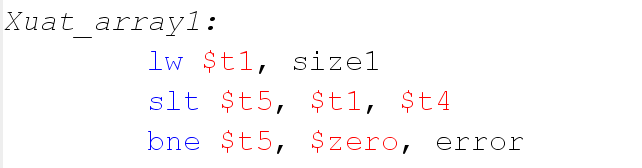 Xuat_array1:
lw $t1, size1
slt $t5, $t1, $t4
bne $t5, $zero, error